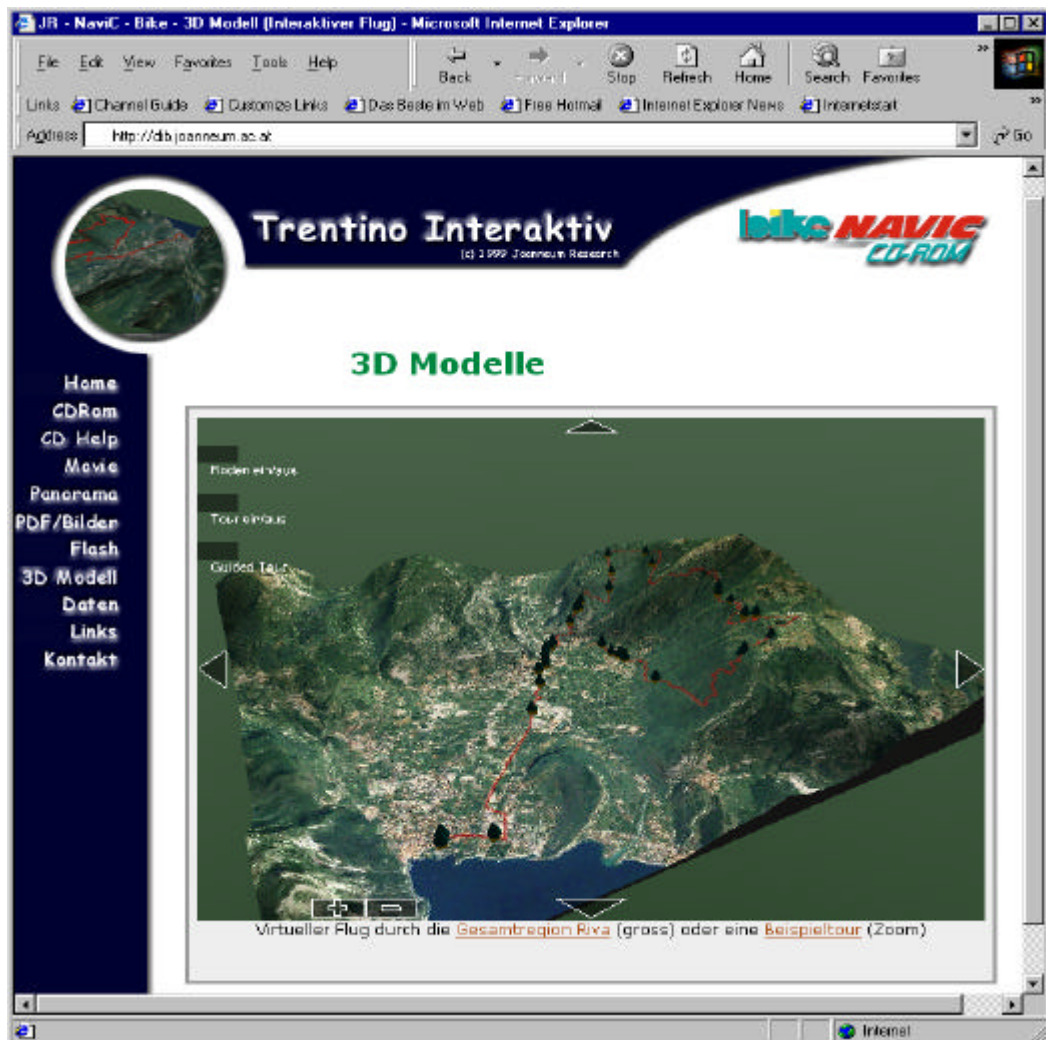 JR - NaviC - Bike - 3D Modell (Interaktiver Flug) - Microsoft Internet Explorer
File Edit View Favorites Tools Help
Back Forward Stop Refresh Home Search Favorites
Links Channel Guide Customize Links Das Beste im Web Free Hotmail Internet Explorer News Internetstart
Address http://dib.joanneum.ac.at Go
Trentino Interaktiv
(c) 1999 Joanneum Research
bike NAVIC
CD-ROM
3D Modelle
Home
CDRom
CD Help
Movie
Panorama
PDF/Bilder
Flash
3D Modell
Daten
Links
Kontakt
ein/aus
Tour ein/aus
Guided Tour
Virtueller Flug durch die Gesamtregion Riva (gross) oder eine Beispieltour (Zoom)
Internet